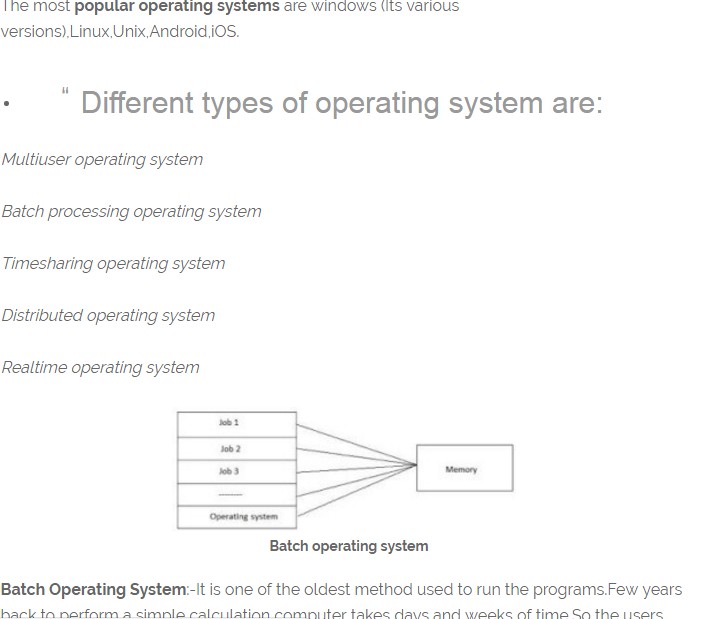 The most popular operating systems are windows (Its various
versions),Linux,Unix,Android,iOS.
• “ Different types of operating system are:
Multiuser operating system
Batch processing operating system
Timesharing operating system
Distributed operating system
Realtime operating system
Job 1
Job 2
Job 3
Operating system
Memory
Batch operating system
Batch Operating System:-It is one of the oldest method used to run the programs.Few years
back to perform a simple calculation computer takes days and weeks of time.So the users